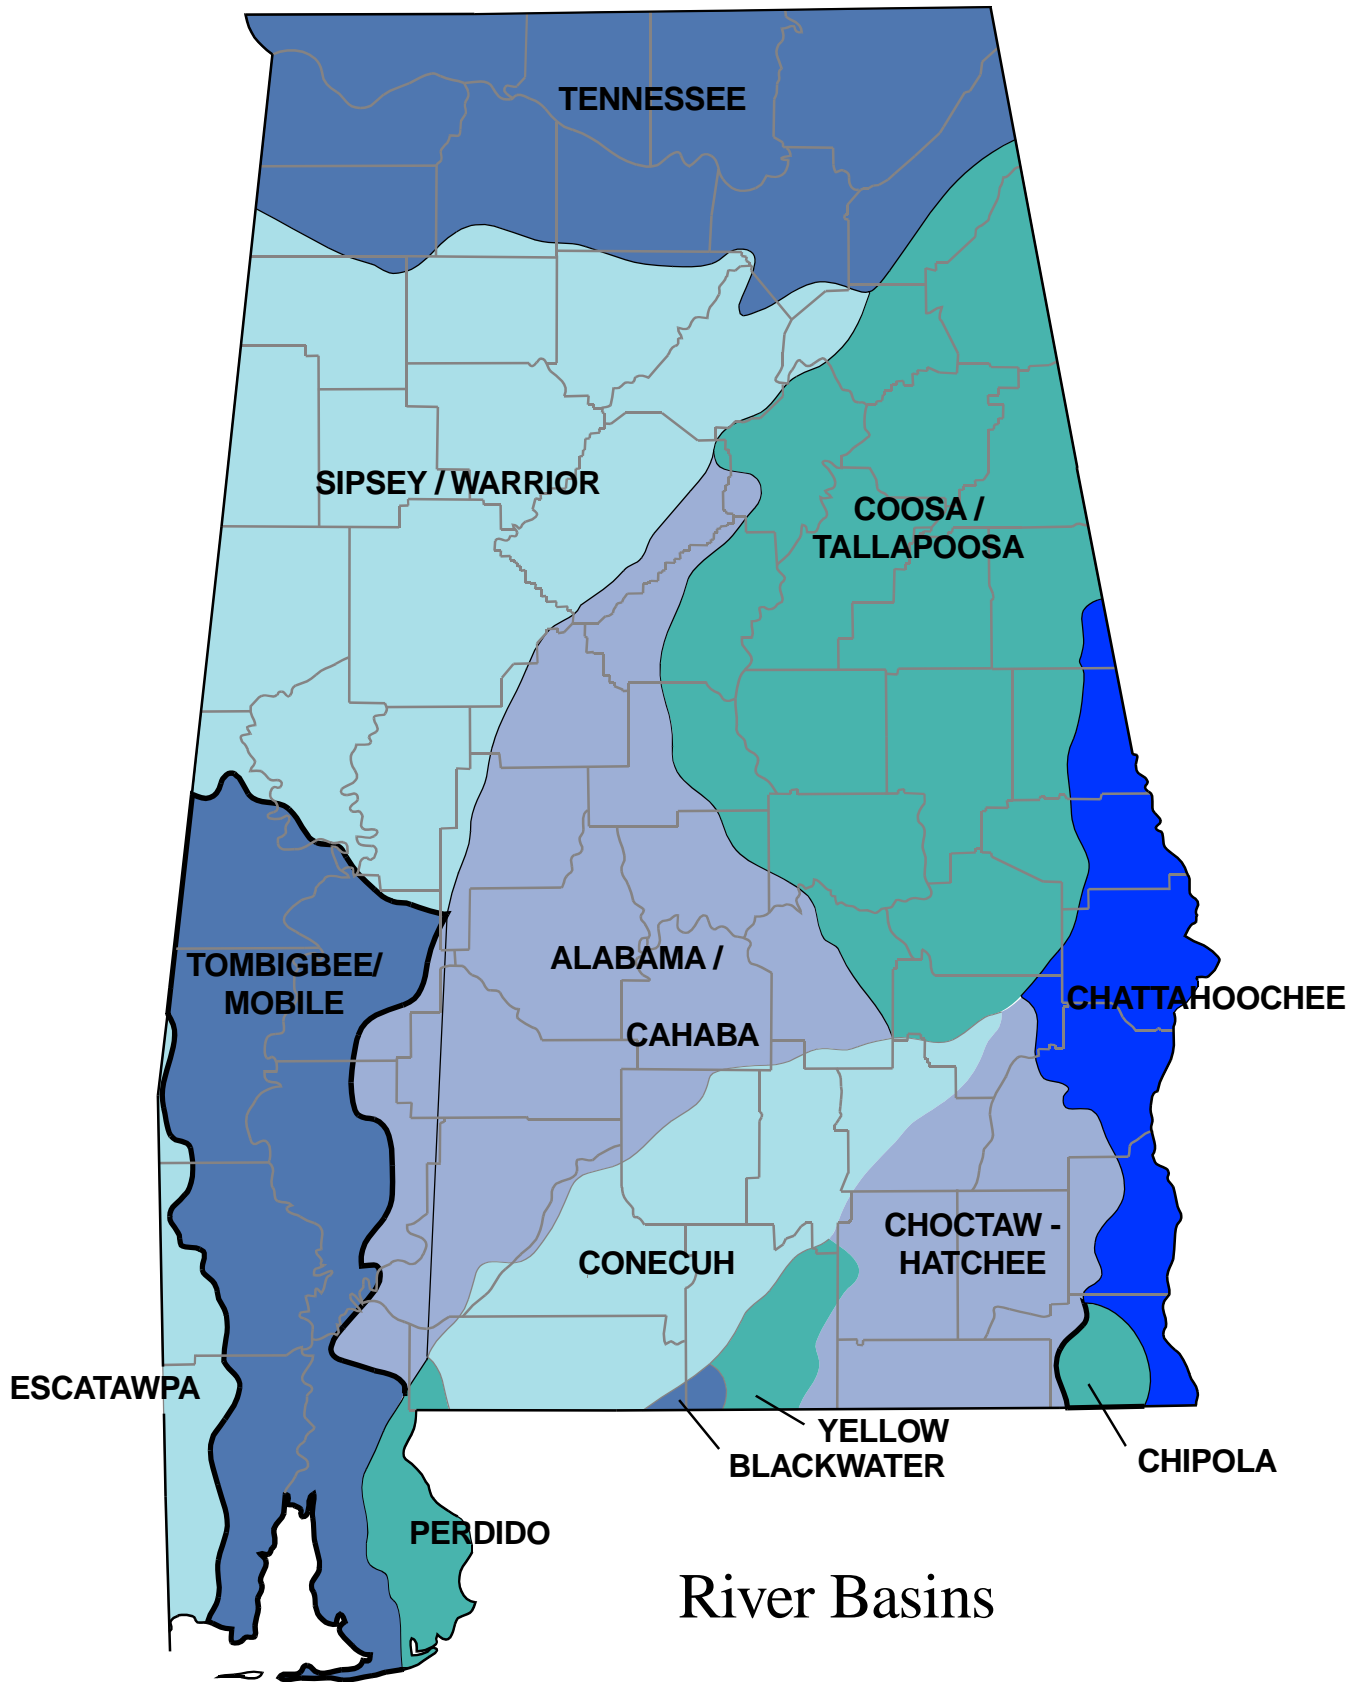 TENNESSEE
SIPSEY / WARRIOR
COOSA /
TALLAPOOSA
TOMBIGBEE/
MOBILE
ALABAMA /
CAHABA
CHATTAHOOCHEE
CHOCTAW -
HATCHEE
CONECUH
ESCATAWPA
YELLOW
BLACKWATER
CHIPOLA
PERDIDO
River Basins